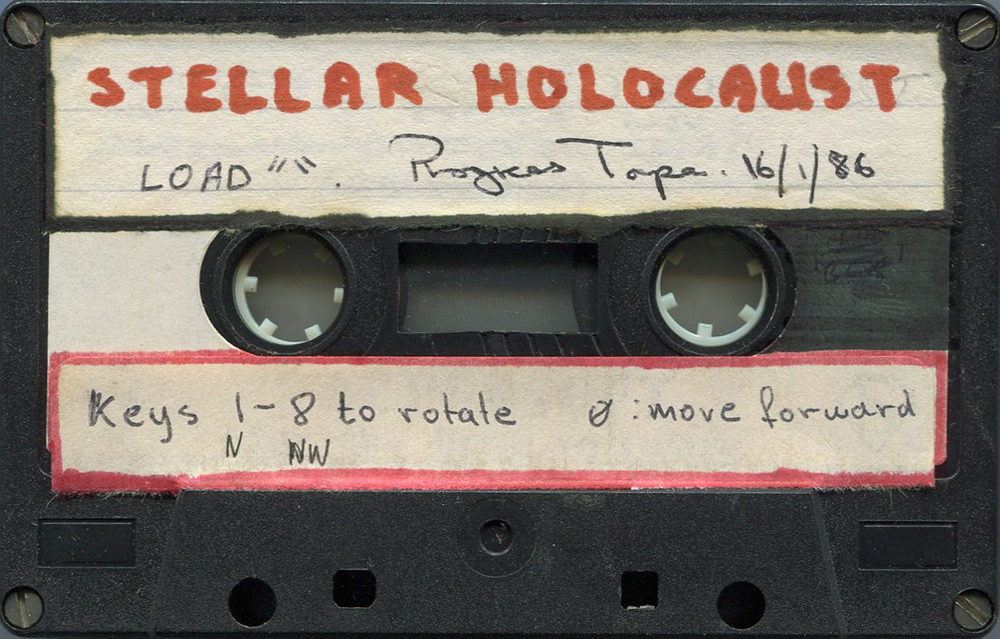 STELLAR HOLOCAUST
LOAD "". Progress Tape. 16/1/86
Keys 1-8 to rotate 0 : move forward
N NW